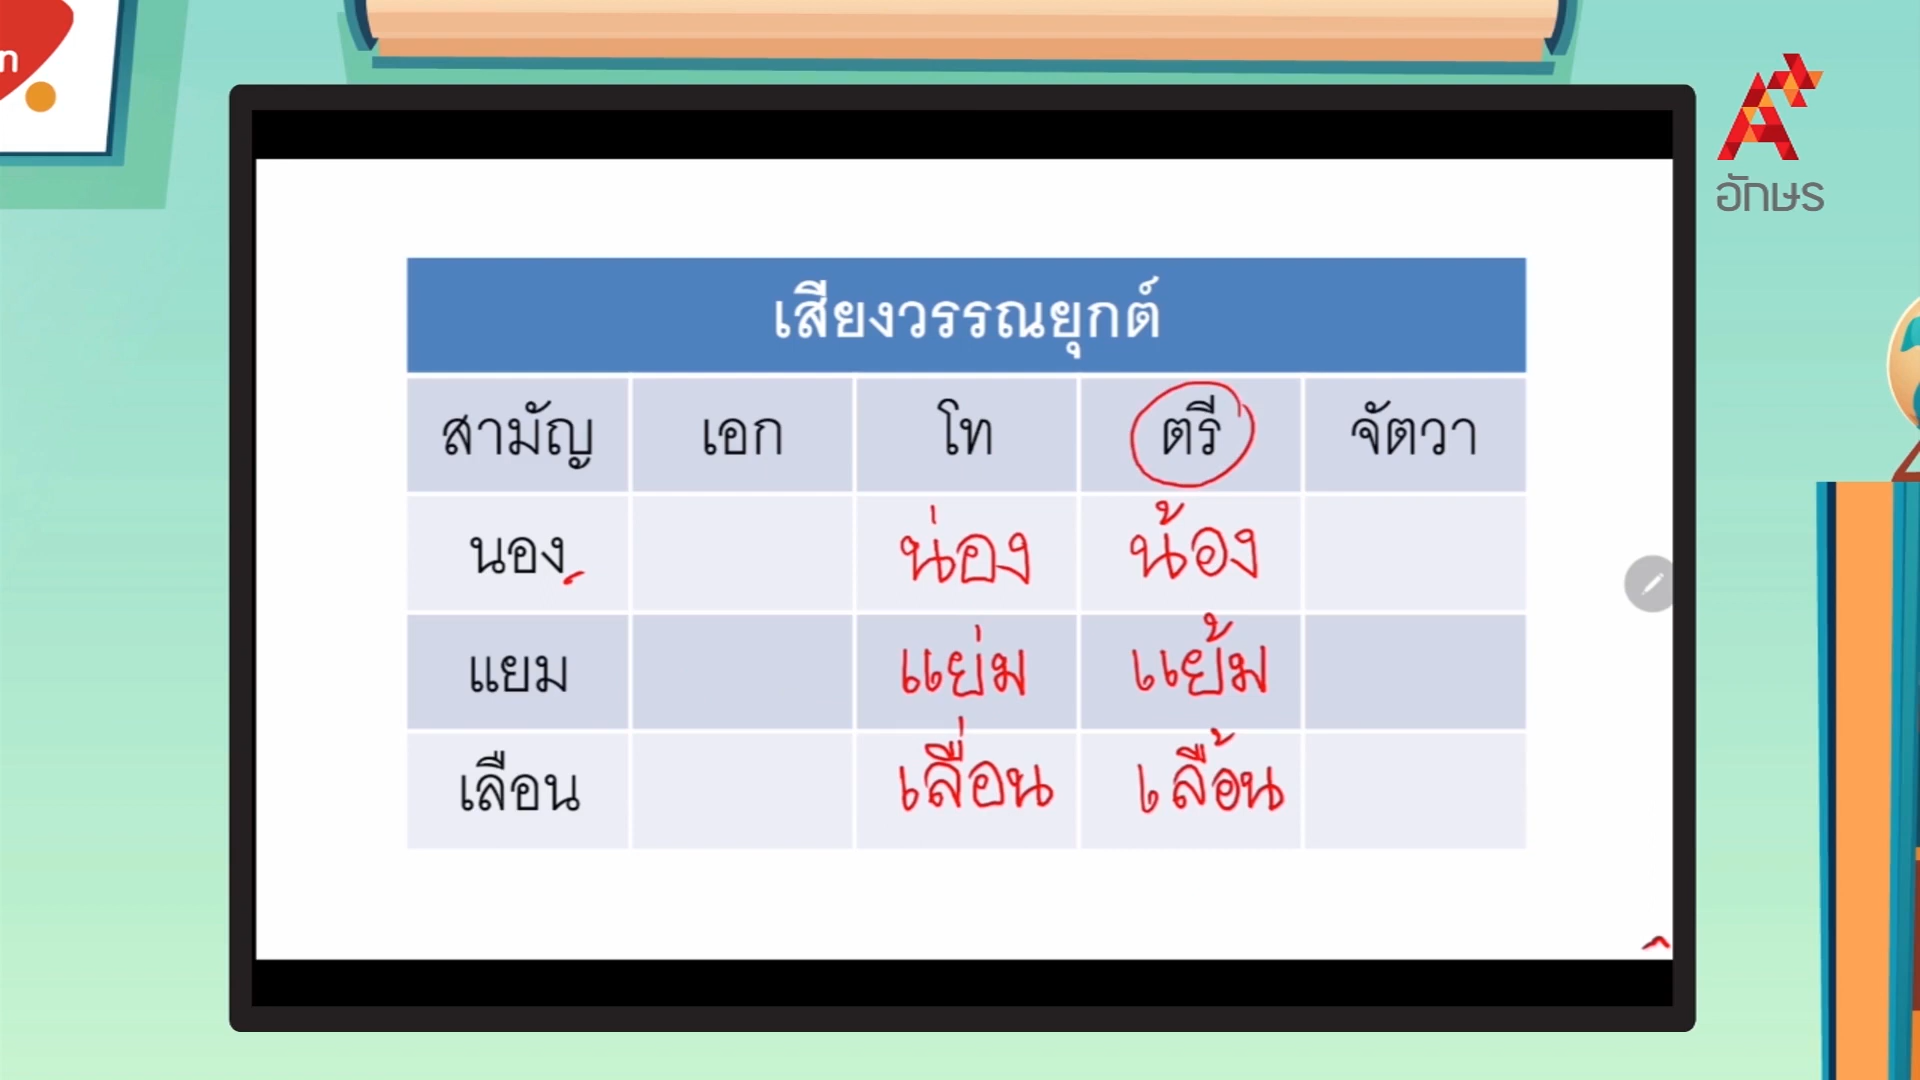 n
อักษร
เสียงวรรณยุกต์
สามัญ เอก โท ตรี จัตวา
นอง น่อง น้อง
แยม แย่ม แย้ม
เลือน เลื่อน เลื้อน